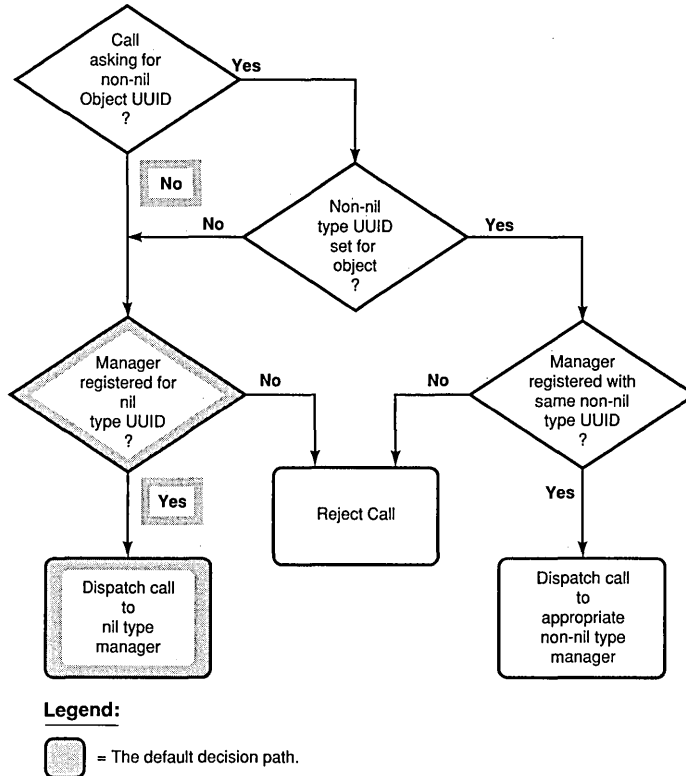 Call
asking for
non-nil
Object UUID
?
Yes
No
Non-nil
type UUID
set for
object
?
No
Yes
Manager
registered for
nil
type UUID
?
No
Manager
registered with
same non-nil
type UUID
?
No
Yes
Reject Call
Yes
Dispatch call
to
nil type
manager
Dispatch call
to
appropriate
non-nil type
manager
Legend:
= The default decision path.